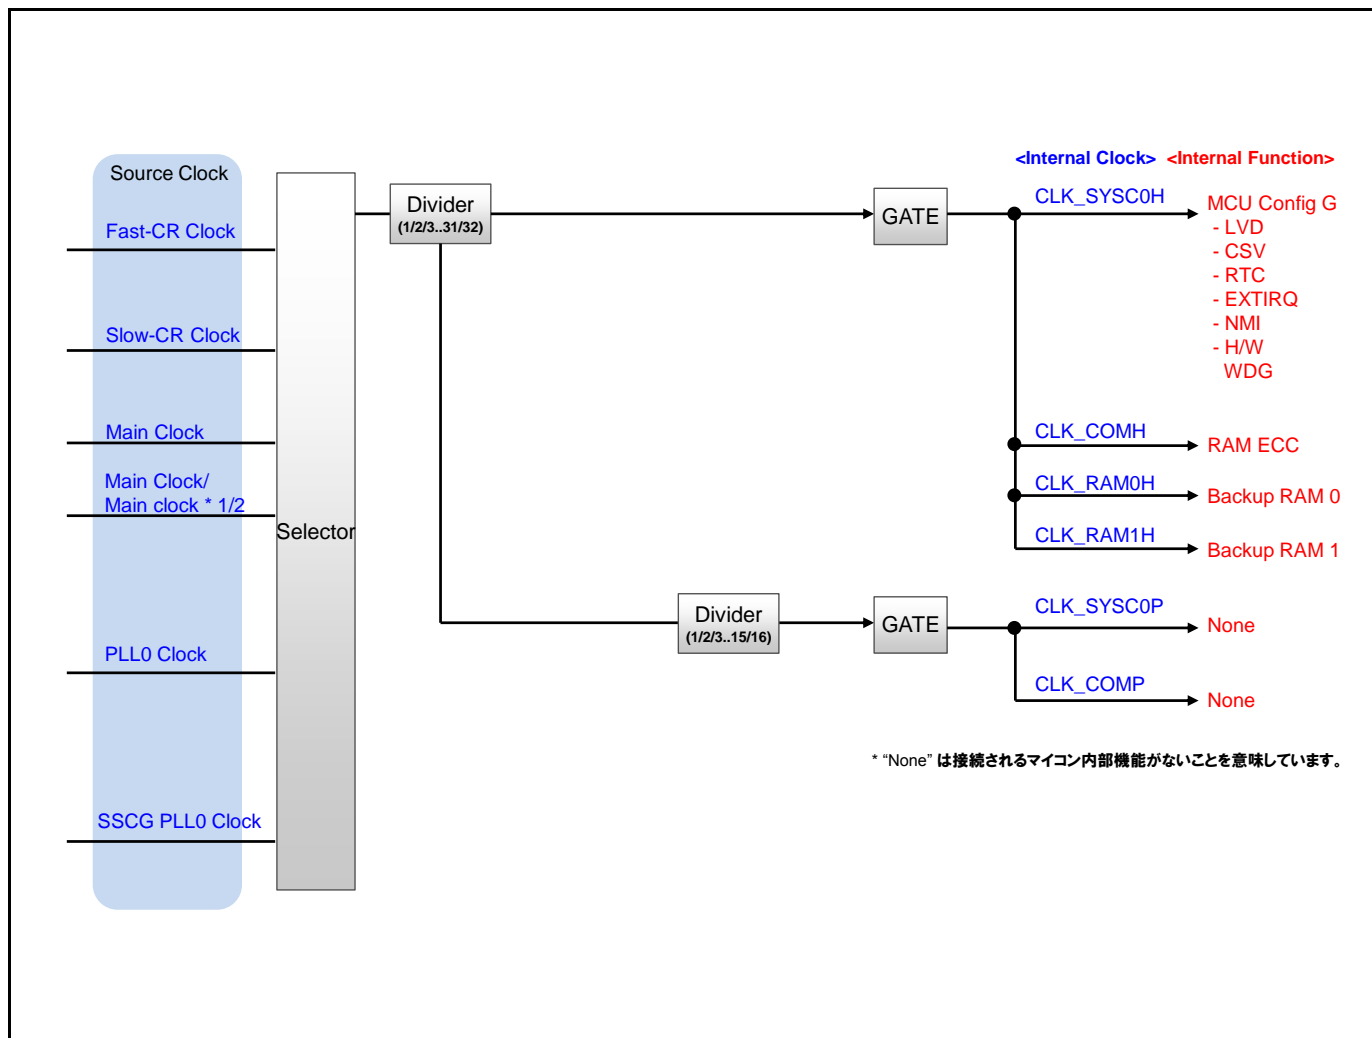 <Internal Clock> <Internal Function>
Source Clock
Fast-CR Clock
Slow-CR Clock
Main Clock
Main Clock/
Main clock * 1/2
PLL0 Clock
SSCG PLL0 Clock
Selector
Divider
(1/2/3..31/32)
GATE
CLK_SYSC0H
MCU Config G
- LVD
- CSV
- RTC
- EXTIRQ
- NMI
- H/W
WDG
CLK_COMH
RAM ECC
CLK_RAM0H
Backup RAM 0
CLK_RAM1H
Backup RAM 1
Divider
(1/2/3..15/16)
GATE
CLK_SYSC0P
None
CLK_COMP
None
* “None” は接続されるマイコン内部機能がないことを意味しています。